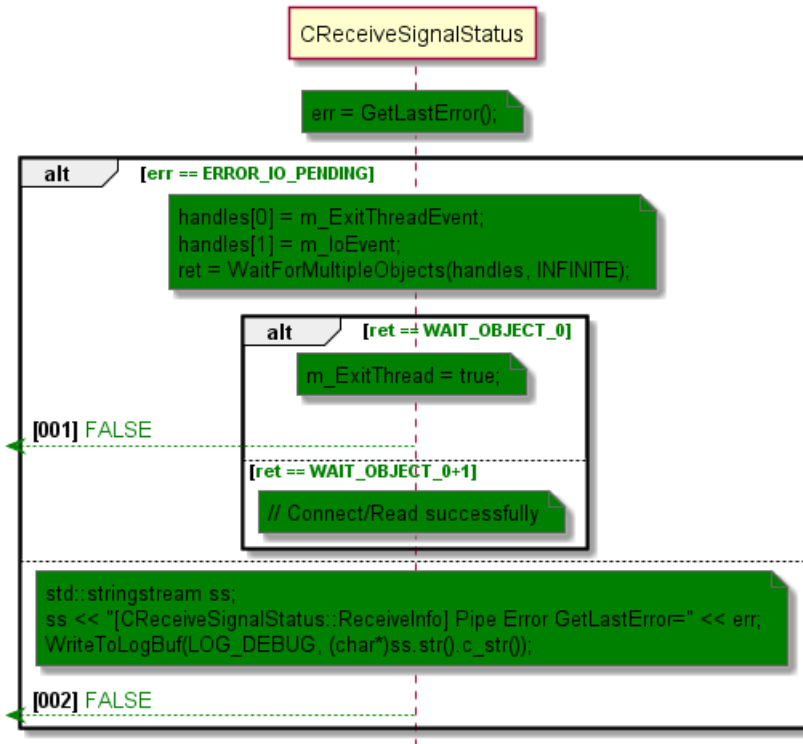 CReceiveSignalStatus
err = GetLastError();
alt [err == ERROR_IO_PENDING]
handles[0] = m_ExitThreadEvent;
handles[1] = m_IoEvent;
ret = WaitForMultipleObjects(handles, INFINITE);
alt [ret == WAIT_OBJECT_0]
m_ExitThread = true;
[001] FALSE
[ret == WAIT_OBJECT_0+1]
// Connect/Read successfully
std::stringstream ss;
ss << "[CReceiveSignalStatus::ReceiveInfo] Pipe Error GetLastError=" << err;
WriteToLogBuf(LOG_DEBUG, (char*)ss.str().c_str());
[002] FALSE